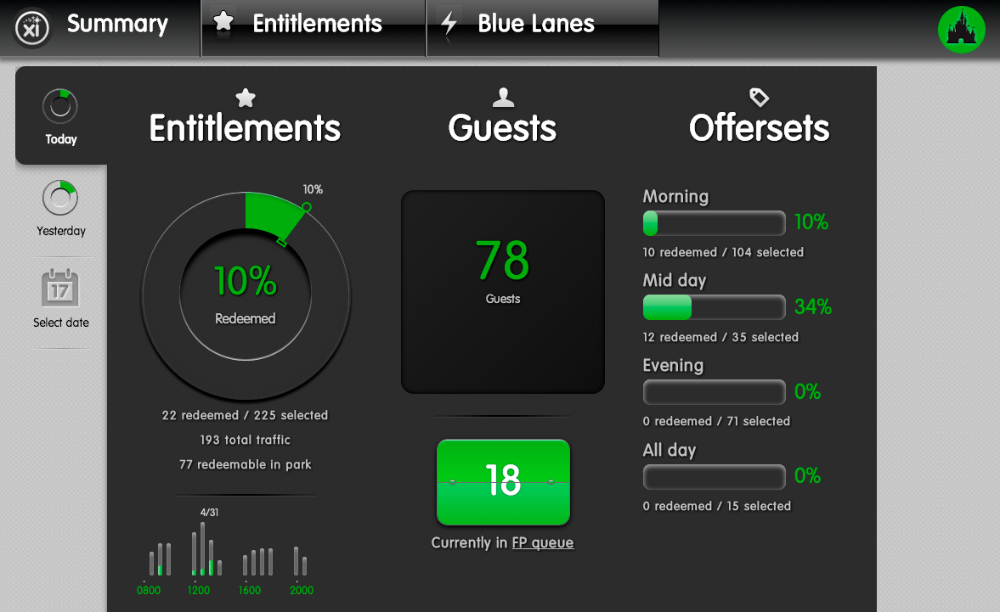 xi
Summary
Entitlements
Blue Lanes
Today
Yesterday
17
Select date
Entitlements
10%
10%
Redeemed
22 redeemed / 225 selected
193 total traffic
77 redeemable in park
4/31
0800 1200 1600 2000
Guests
78
Guests
18
Currently in FP queue
Offersets
Morning
10%
10 redeemed / 104 selected
Mid day
34%
12 redeemed / 35 selected
Evening
0%
0 redeemed / 71 selected
All day
0%
0 redeemed / 15 selected